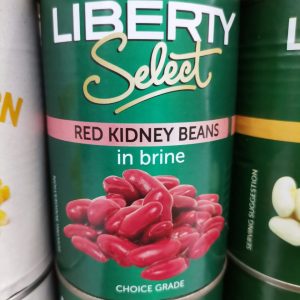 LIBERTY
Select
RED KIDNEY BEANS
in brine
CHOICE GRADE
SERVING SUGGESTION